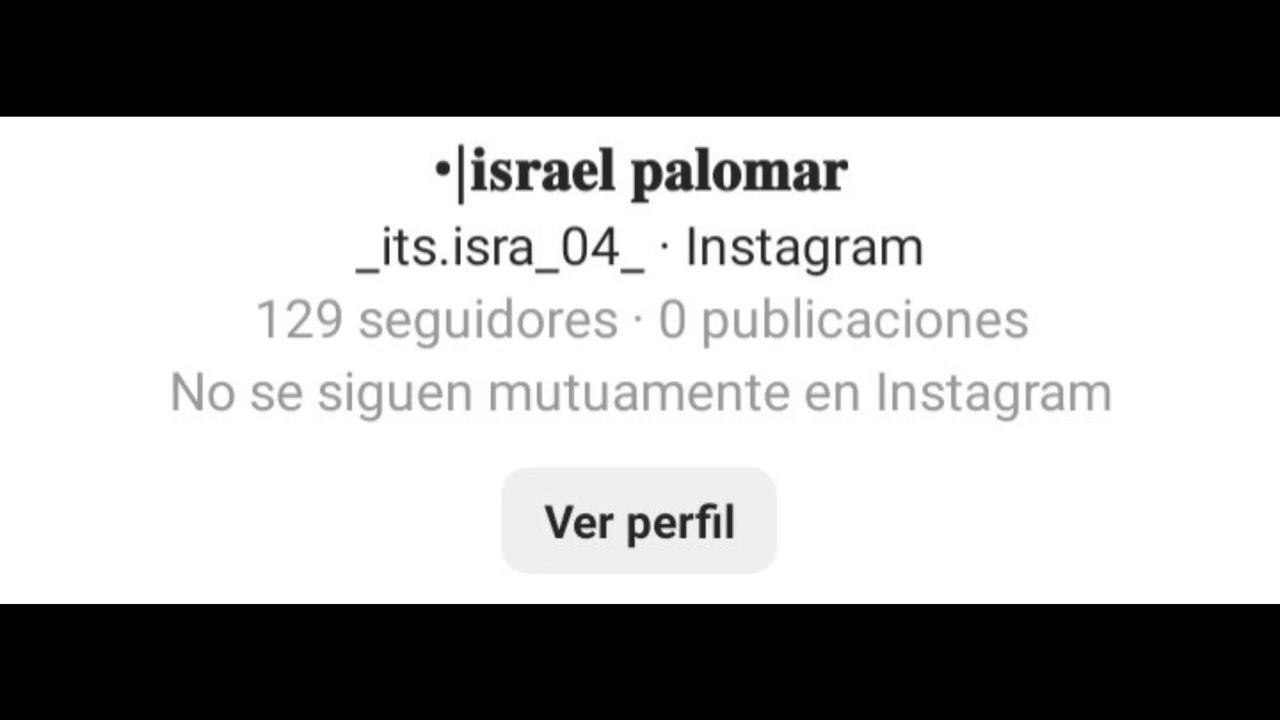 •|israel palomar
_its.isra_04_ · Instagram
129 seguidores · 0 publicaciones
No se siguen mutuamente en Instagram
Ver perfil